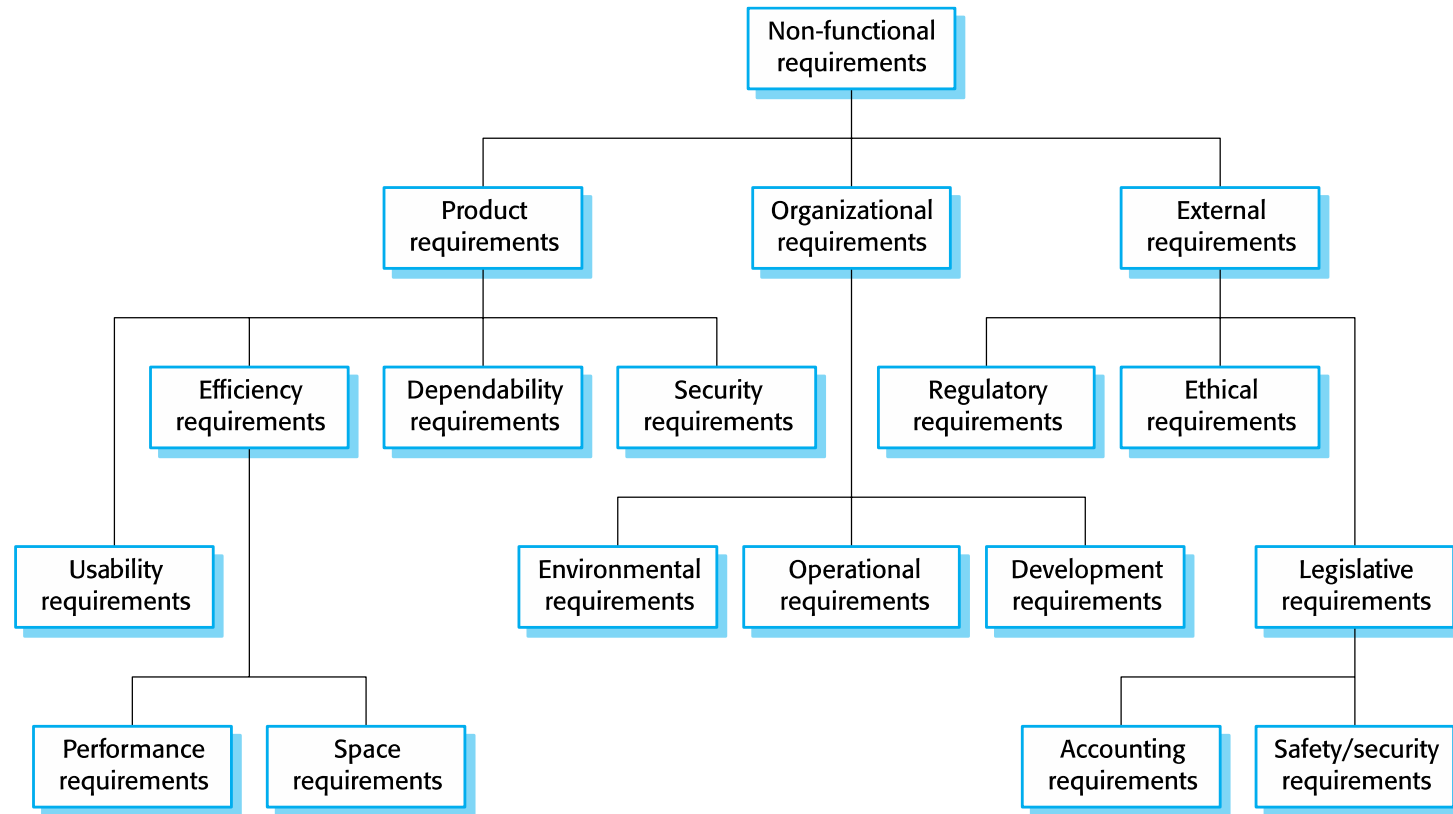 Non-functional
requirements
Product
requirements
Organizational
requirements
External
requirements
Efficiency
requirements
Dependability
requirements
Security
requirements
Regulatory
requirements
Ethical
requirements
Usability
requirements
Environmental
requirements
Operational
requirements
Development
requirements
Legislative
requirements
Performance
requirements
Space
requirements
Accounting
requirements
Safety/security
requirements